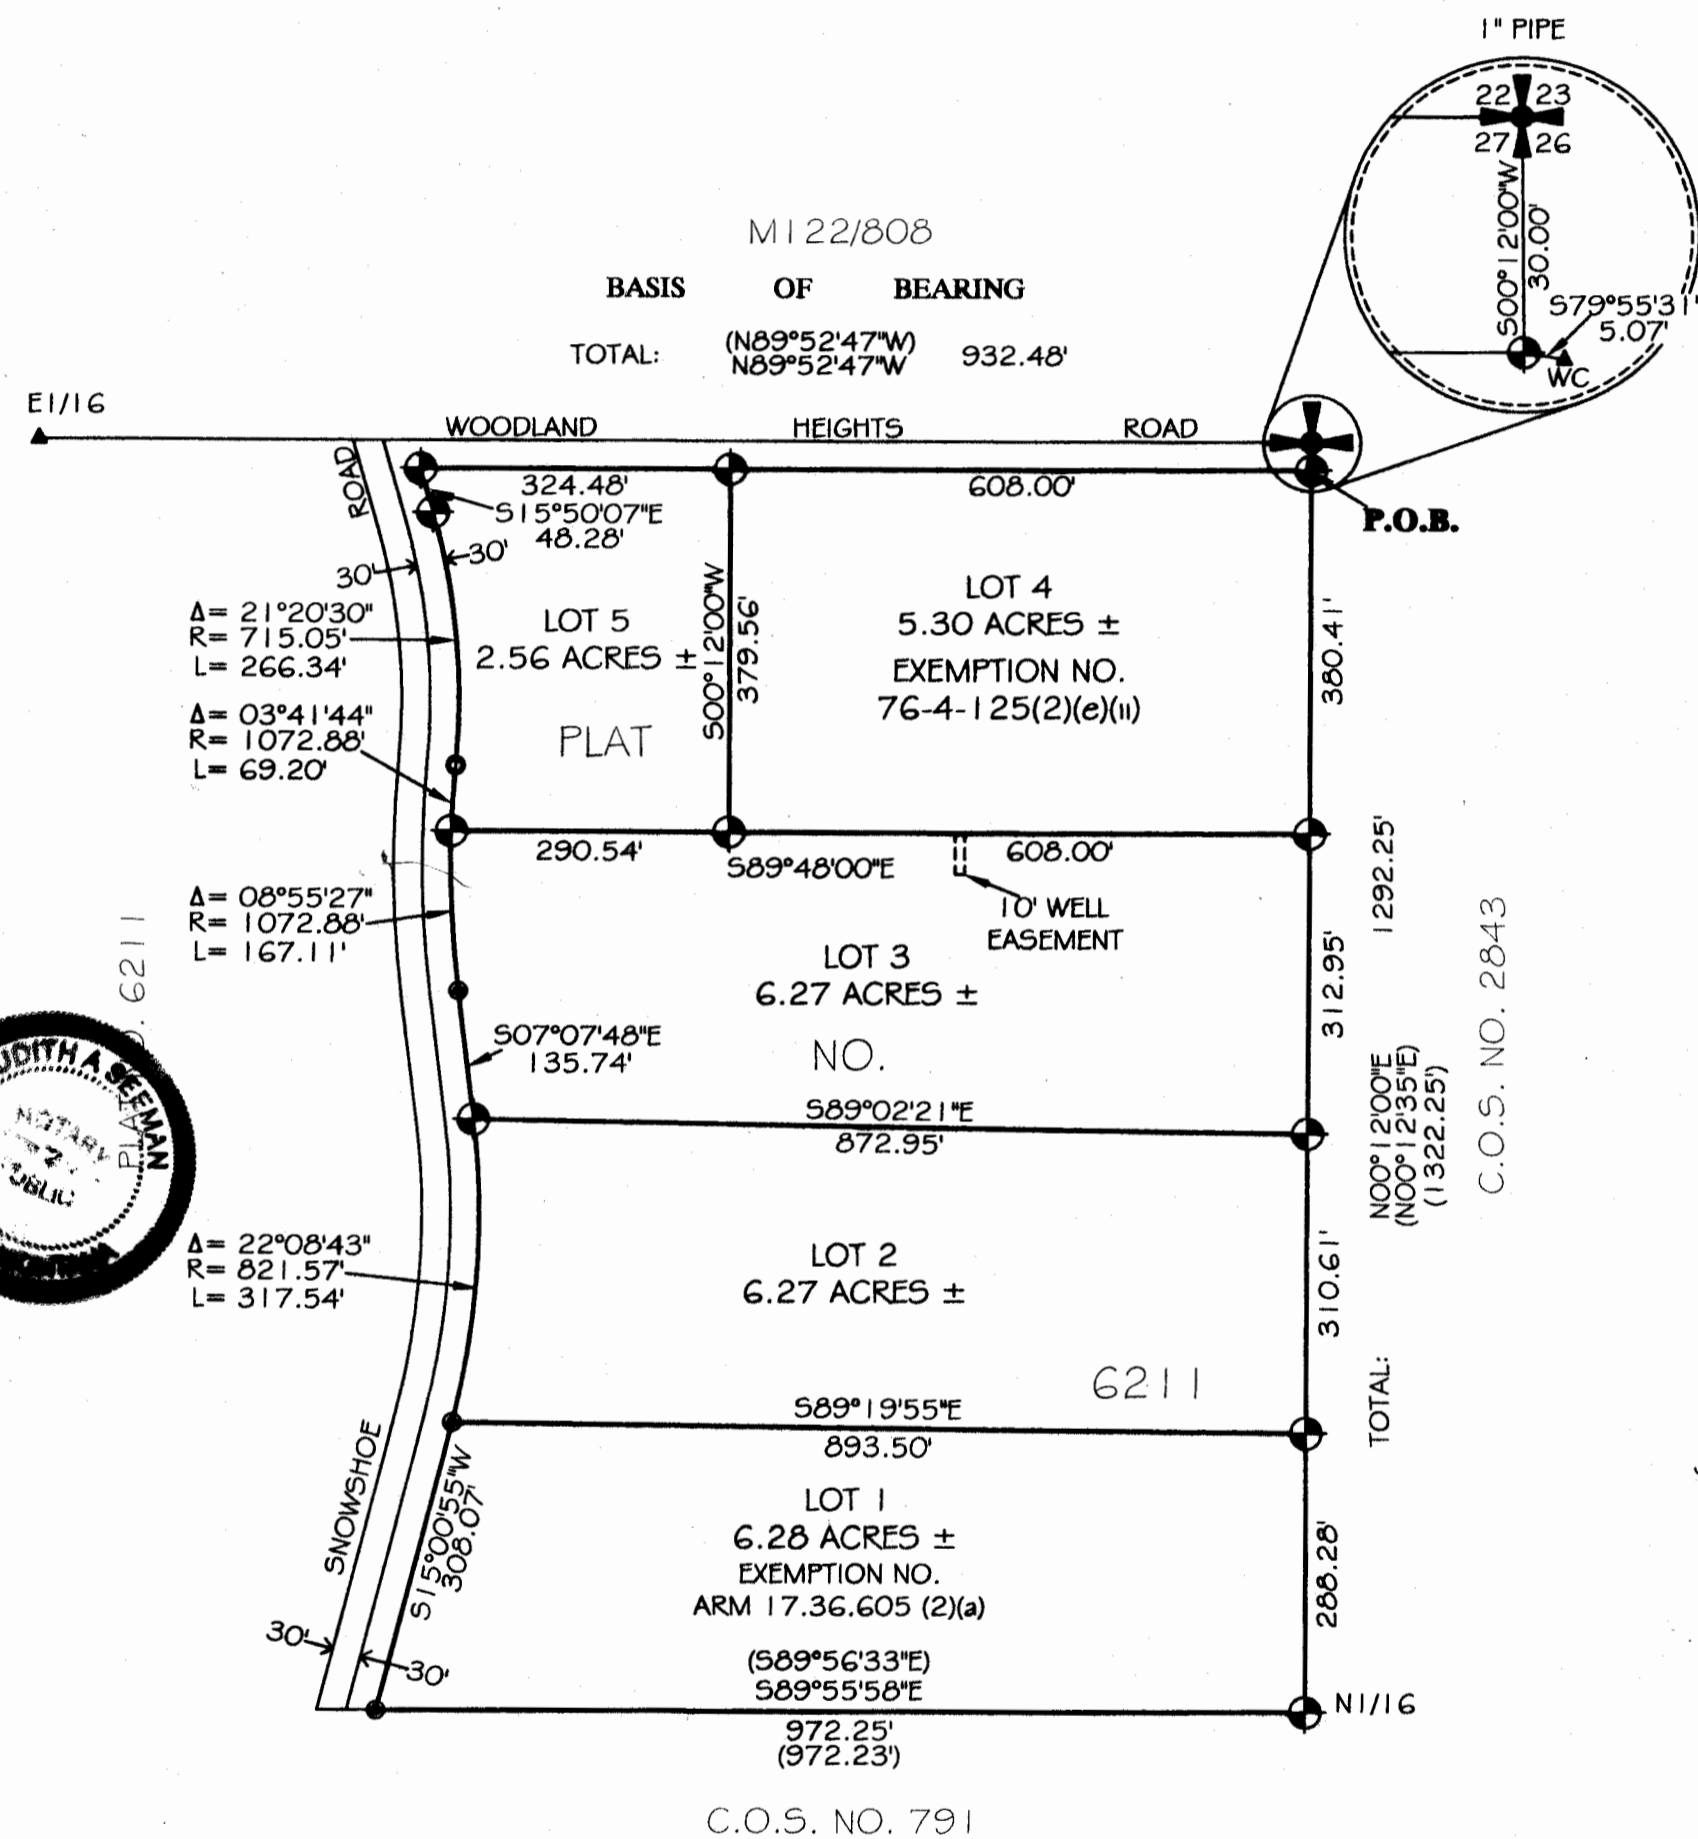 1" PIPE
22 23
27 26
S00°12'00"W
30.00'
S79°55'31"
5.07'
WC
M122/808
BASIS OF BEARING
TOTAL: (N89°52'47"W)
N89°52'47"W 932.48'
E1/16
WOODLAND HEIGHTS ROAD
ROAD
324.48'
608.00'
P.O.B.
S15°50'07"E
48.28'
30'
30'
Δ= 21°20'30"
R= 715.05'
L= 266.34'
LOT 5
2.56 ACRES ±
S00°12'00"W
379.56'
LOT 4
5.30 ACRES ±
EXEMPTION NO.
76-4-125(2)(e)(ii)
380.41'
Δ= 03°41'44"
R= 1072.88'
L= 69.20'
PLAT
290.54'
S89°48'00"E
608.00'
10' WELL
EASEMENT
1292.25'
Δ= 08°55'27"
R= 1072.88'
L= 167.11'
LOT 3
6.27 ACRES ±
312.95'
C.O.S. NO. 2843
6211
S07°07'48"E
135.74'
NO.
JDITH A SEEMAN
NOTARY
S89°02'21"E
872.95'
N00°12'00"E
(N00°12'35"E)
(1322.25')
Δ= 22°08'43"
R= 821.57'
L= 317.54'
LOT 2
6.27 ACRES ±
310.61'
TOTAL:
6211
S89°19'55"E
893.50'
SNOWSHOE
S15°00'55"W
308.07'
LOT 1
6.28 ACRES ±
EXEMPTION NO.
ARM 17.36.605 (2)(a)
288.28'
30'
30'
(S89°56'33"E)
S89°55'58"E
972.25'
(972.23')
N1/16
C.O.S. NO. 791